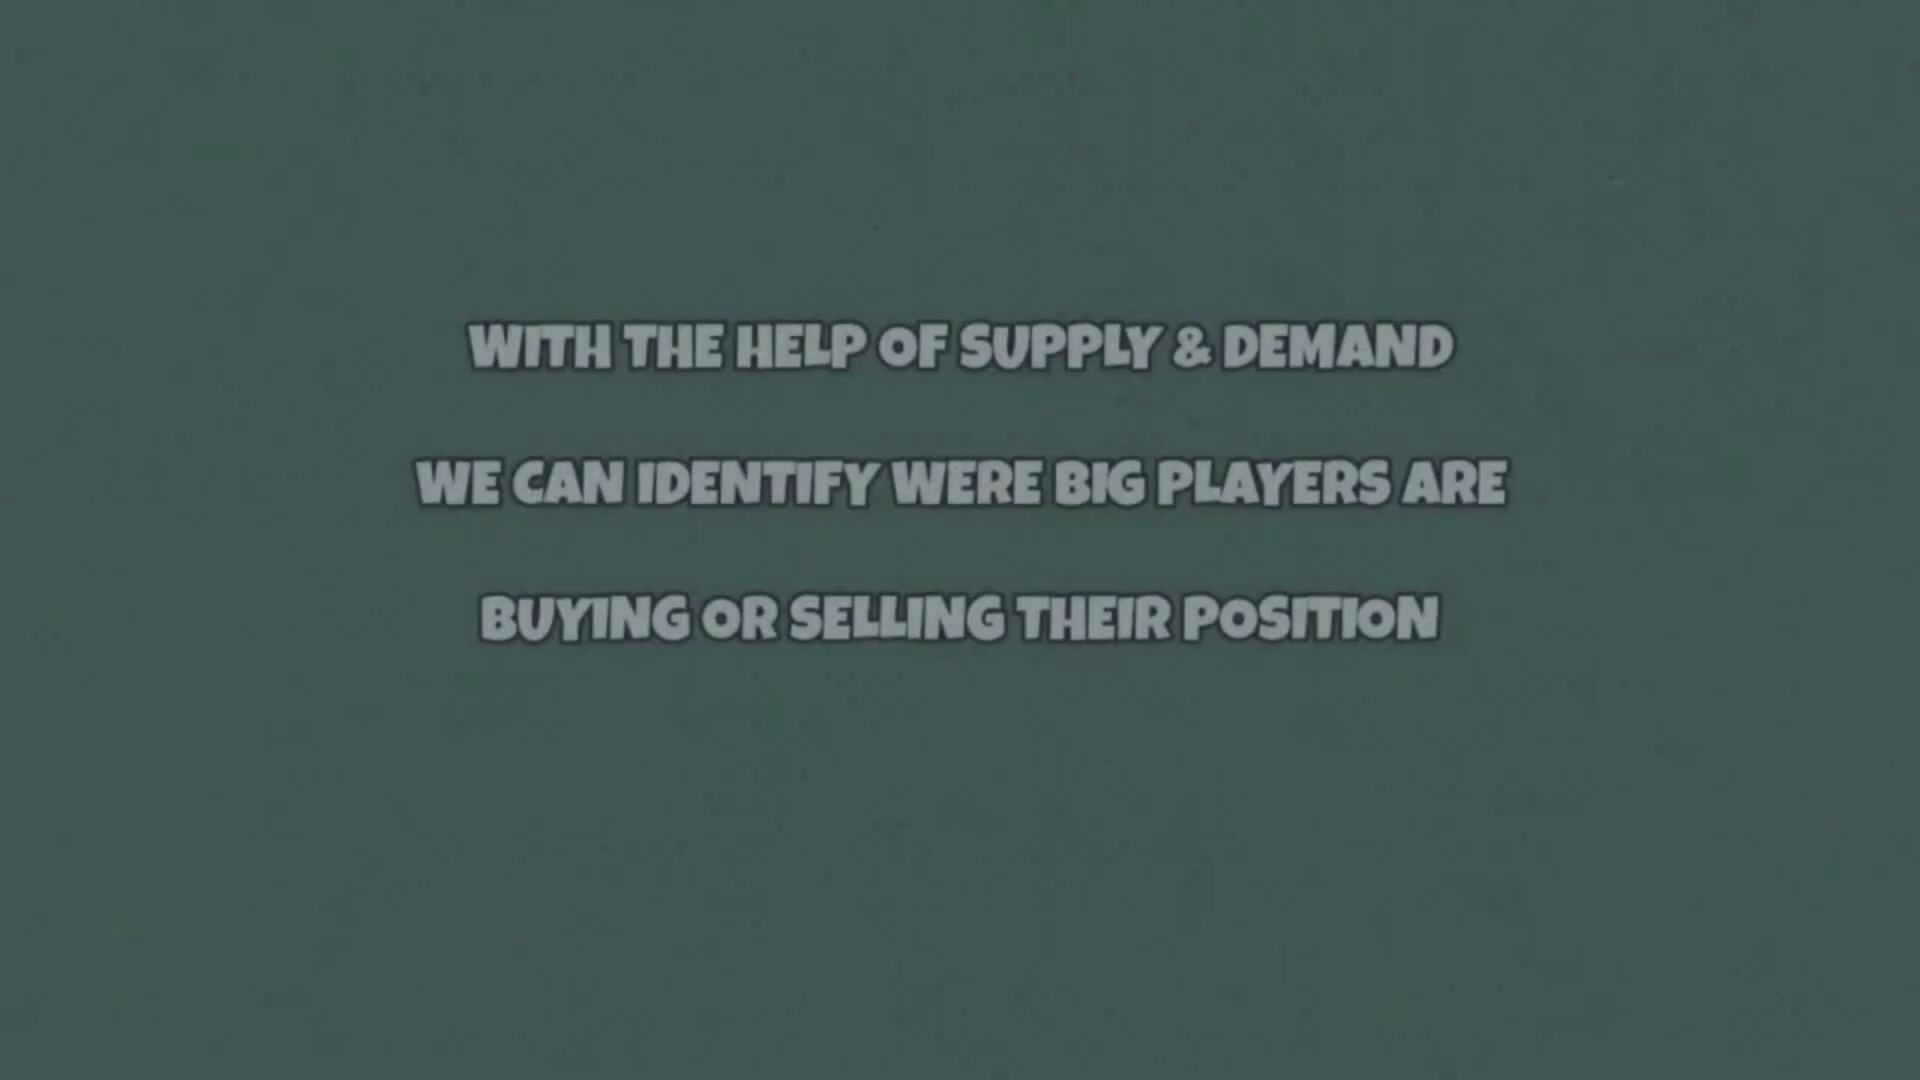 WITH THE HELP OF SUPPLY & DEMAND
WE CAN IDENTIFY WERE BIG PLAYERS ARE
BUYING OR SELLING THEIR POSITION